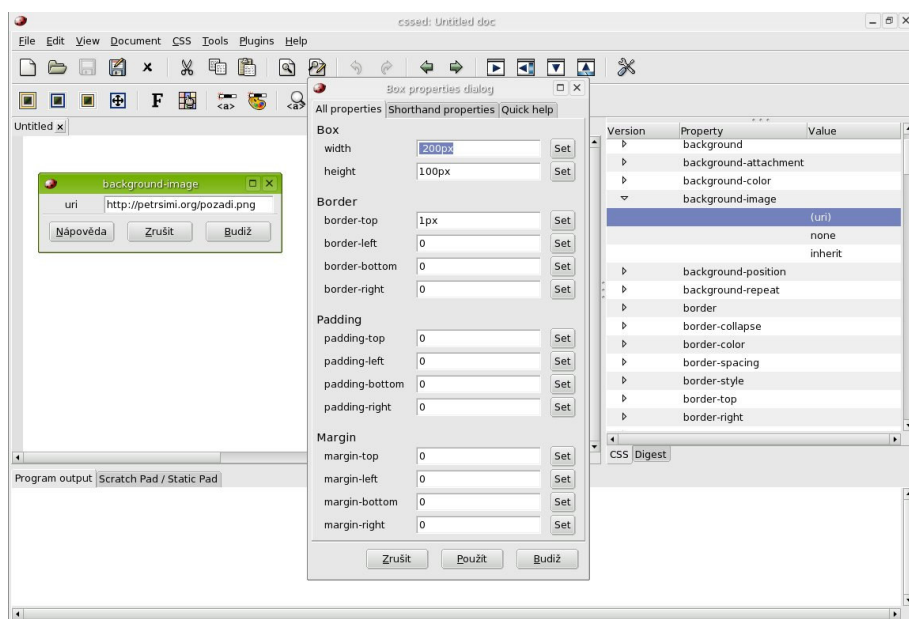 cssed: Untitled doc
File Edit View Document CSS Tools Plugins Help
F <a> <a>
Untitled x
background-image
uri http://petrsimi.org/pozadi.png
Nápověda Zrušit Budiž
Box properties dialog
All properties Shorthand properties Quick help
Box
width 200px Set
height 100px Set
Border
border-top 1px Set
border-left 0 Set
border-bottom 0 Set
border-right 0 Set
Padding
padding-top 0 Set
padding-left 0 Set
padding-bottom 0 Set
padding-right 0 Set
Margin
margin-top 0 Set
margin-left 0 Set
margin-bottom 0 Set
margin-right 0 Set
Zrušit Použít Budiž
Version Property Value
background
background-attachment
background-color
background-image
(uri)
none
inherit
background-position
background-repeat
border
border-collapse
border-color
border-spacing
border-style
border-top
border-right
CSS Digest
Program output Scratch Pad / Static Pad